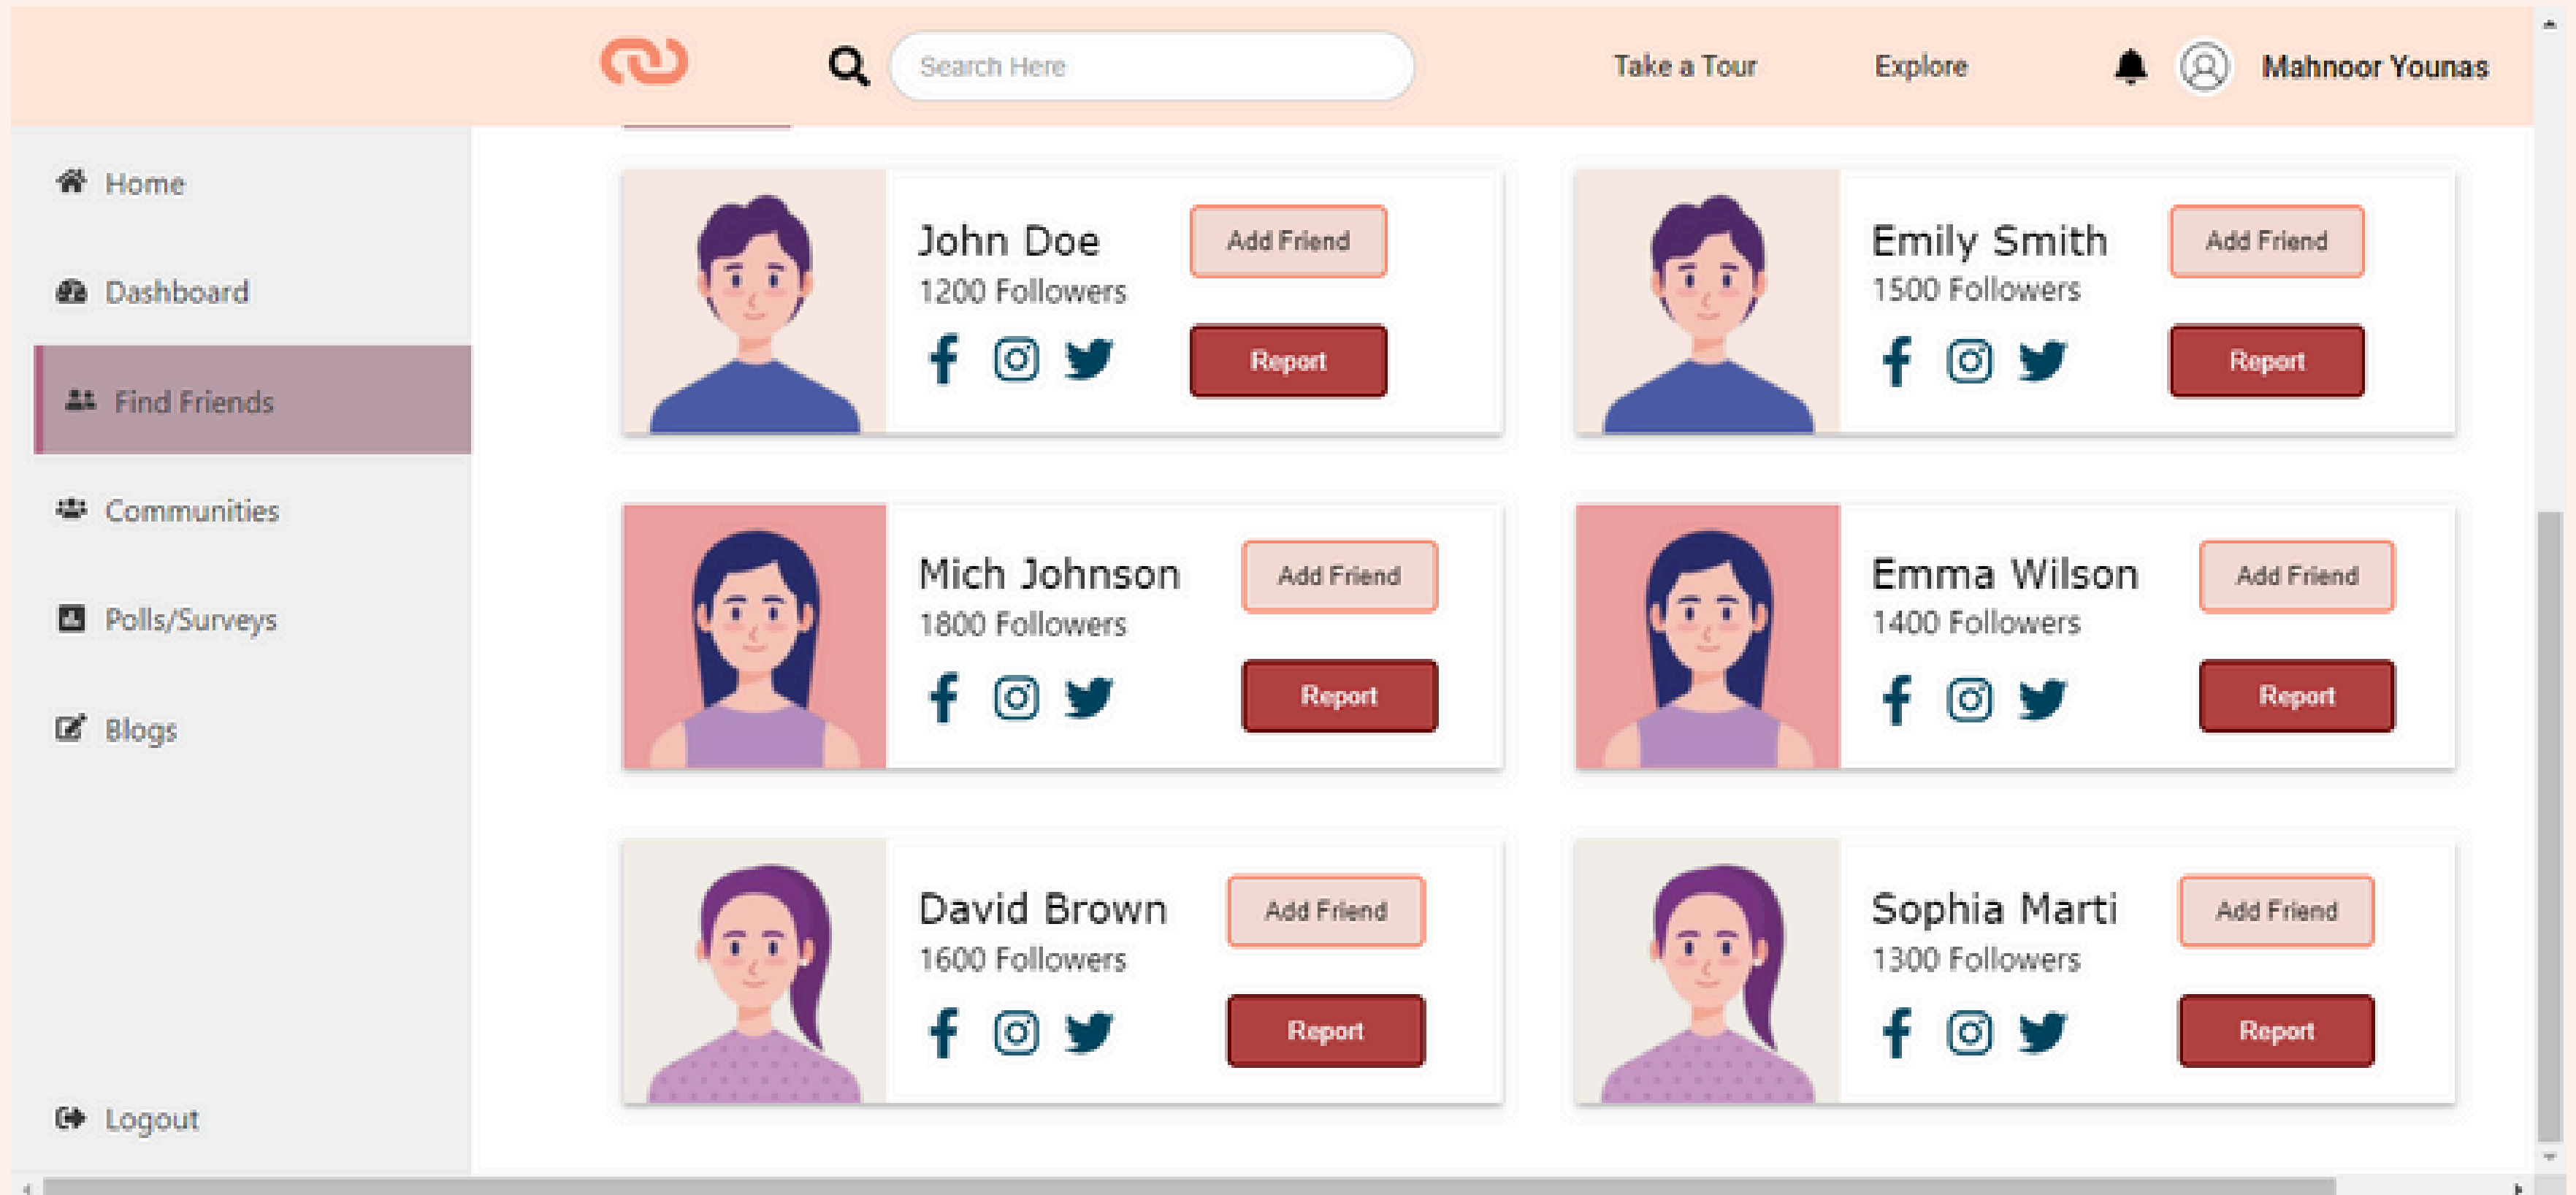 Search Here
Take a Tour
Explore
Mahnoor Younas
Home
Dashboard
Find Friends
Communities
Polls/Surveys
Blogs
Logout
John Doe
1200 Followers
Add Friend
Report
Emily Smith
1500 Followers
Add Friend
Report
Mich Johnson
1800 Followers
Add Friend
Report
Emma Wilson
1400 Followers
Add Friend
Report
David Brown
1600 Followers
Add Friend
Report
Sophia Marti
1300 Followers
Add Friend
Report